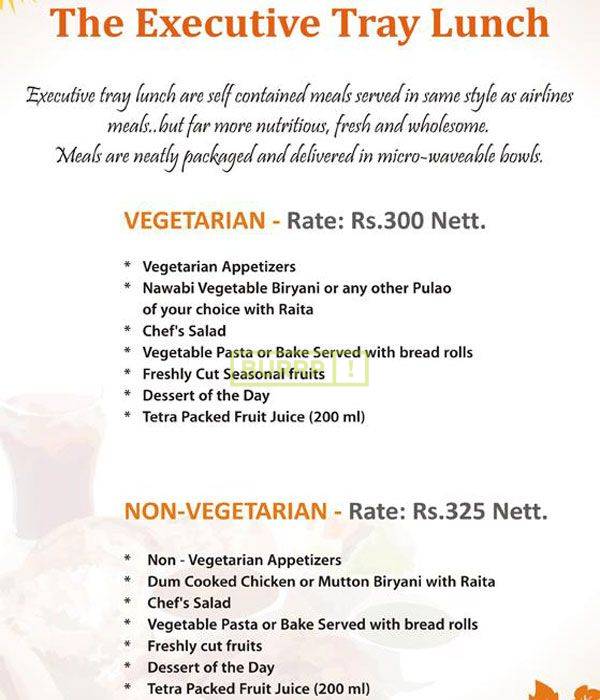 The Executive Tray Lunch
Executive tray lunch are self contained meals served in same style as airlines
meals..but far more nutritious, fresh and wholesome.
Meals are neatly packaged and delivered in micro-waveable bowls.
VEGETARIAN - Rate: Rs.300 Nett.
* Vegetarian Appetizers
* Nawabi Vegetable Biryani or any other Pulao
of your choice with Raita
* Chef's Salad
* Vegetable Pasta or Bake Served with bread rolls
BURRP!
* Freshly Cut Seasonal fruits
* Dessert of the Day
* Tetra Packed Fruit Juice (200 ml)
NON-VEGETARIAN - Rate: Rs.325 Nett.
* Non - Vegetarian Appetizers
* Dum Cooked Chicken or Mutton Biryani with Raita
* Chef's Salad
* Vegetable Pasta or Bake Served with bread rolls
* Freshly cut fruits
* Dessert of the Day
* Tetra Packed Fruit Juice (200 ml)